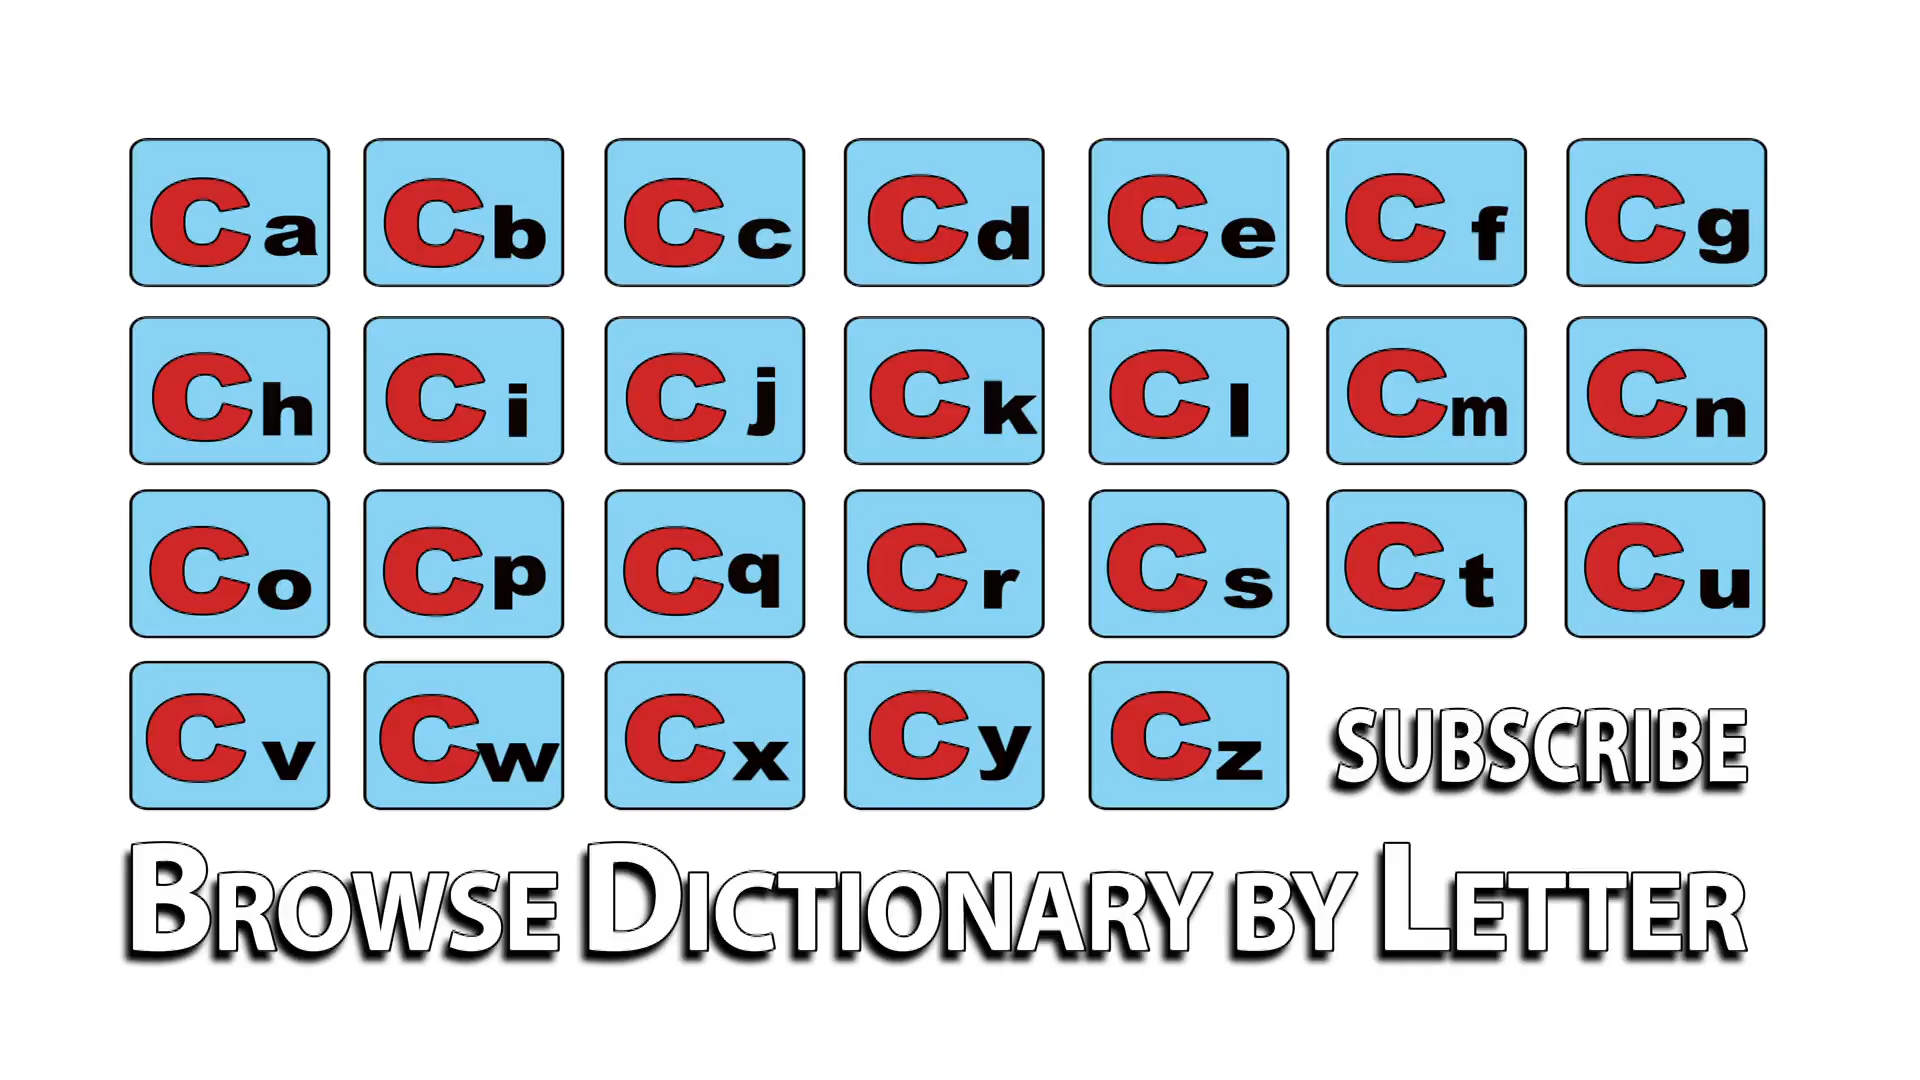 Ca Cb Cc Cd Ce Cf Cg
Ch Ci Cj Ck Cl Cm Cn
Co Cp Cq Cr Cs Ct Cu
Cv Cw Cx Cy Cz SUBSCRIBE
BROWSE DICTIONARY BY LETTER